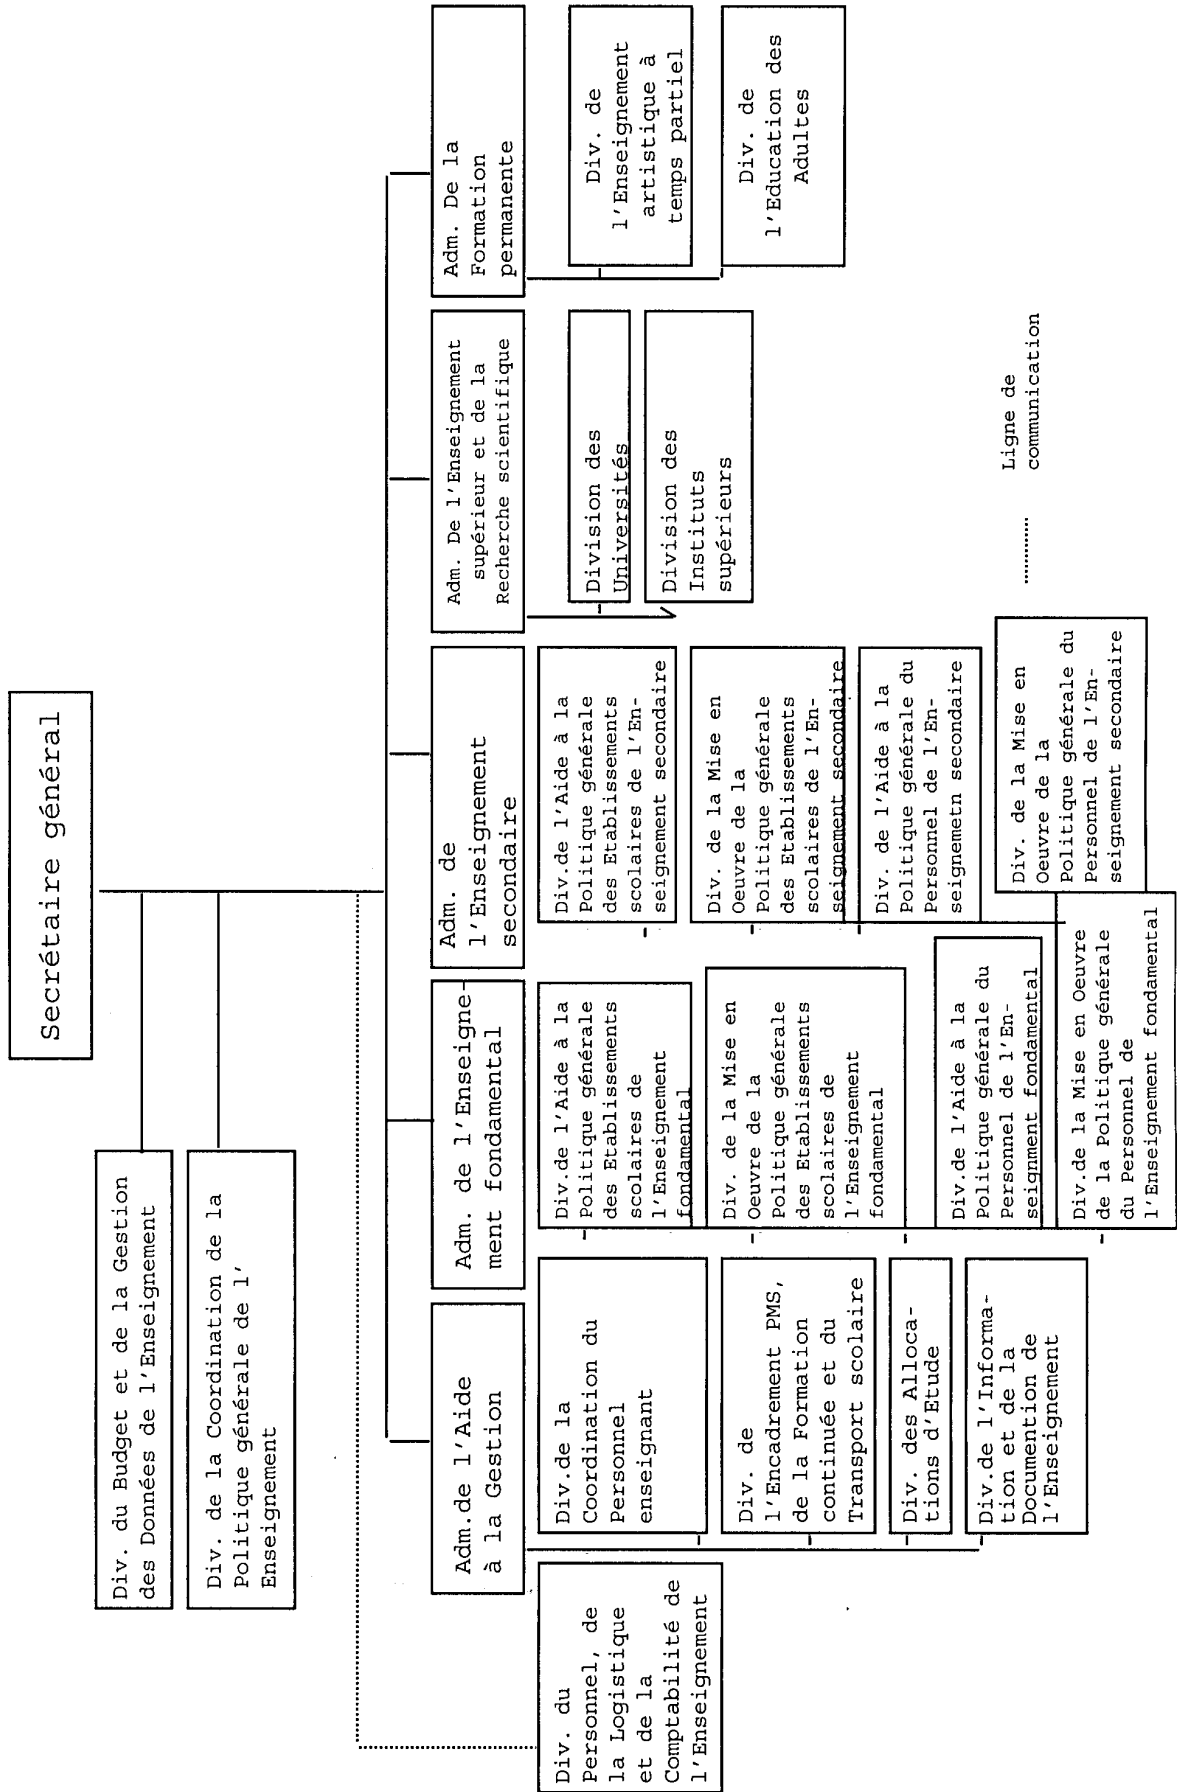 Secrétaire général
Div. du Budget et de la Gestion
des Données de l'Enseignement
Div. de la Coordination de la
Politique générale de l'
Enseignement
Adm.de l'Aide
à la Gestion
Adm. de l'Enseigne-
ment fondamental
Adm. de
l'Enseignement
secondaire
Adm. De l'Enseignement
supérieur et de la
Recherche scientifique
Adm. De la
Formation
permanente
Div. du
Personnel, de
la Logistique
et de la
Comptabilité de
l'Enseignement
Div.de la
Coordination du
Personnel
enseignant
Div. de
l'Encadrement PMS,
de la Formation
continuée et du
Transport scolaire
Div. des Alloca-
tions d'Etude
Div.de l'Informa-
tion et de la
Documention de
l'Enseignement
Div.de l'Aide à la
Politique générale
des Etablissements
scolaires de
l'Enseignement
fondamental
Div. de la Mise en
Oeuvre de la
Politique générale
des Etablissements
scolaires de
l'Enseignement
fondamental
Div.de l'Aide à la
Politique générale du
Personnel de l'En-
seignment fondamental
Div.de la Mise en Oeuvre
de la Politique générale
du Personnel de
l'Enseignement fondamental
Div.de l'Aide à la
Politique générale
des Etablissements
scolaires de l'En-
seignement secondaire
Div. de la Mise en
Oeuvre de la
Politique générale
des Etablissements
scolaires de l'En-
seignement secondaire
Div. de l'Aide à la
Politique générale du
Personnel de l'En-
seignemetn secondaire
Div. de la Mise en
Oeuvre de la
Politique générale du
Personnel de l'En-
seignement secondaire
Division des
Universités
Division des
Instituts
supérieurs
Div. de
l'Enseignement
artistique à
temps partiel
Div. de
l'Education des
Adultes
Ligne de
communication